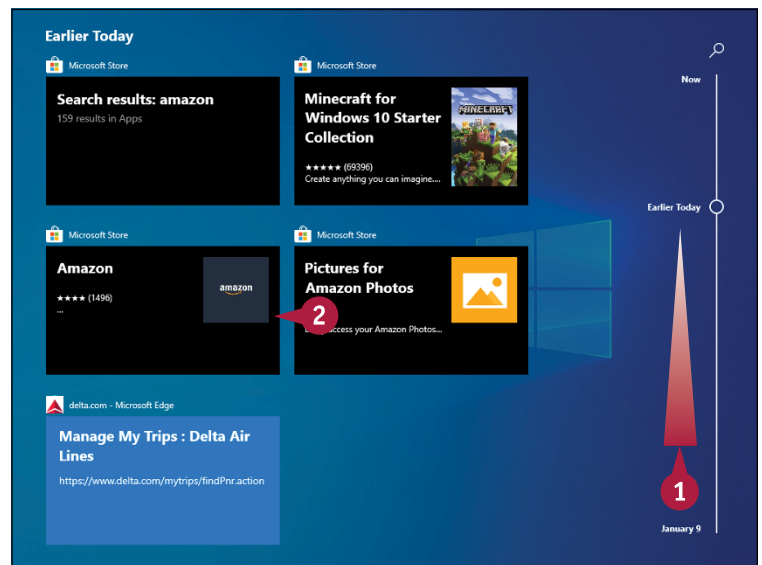 Earlier Today
Microsoft Store
Search results: amazon
159 results in Apps
Microsoft Store
Minecraft for
Windows 10 Starter
Collection
★★★★★ (69396)
Create anything you can imagine....
MINECRAFT
Microsoft Store
Amazon
★★★★ (1496)
...
amazon
Microsoft Store
Pictures for
Amazon Photos
access your Amazon Photos...
2
delta.com - Microsoft Edge
Manage My Trips : Delta Air
Lines
https://www.delta.com/mytrips/findPnr.action
Now
Earlier Today
1
January 9